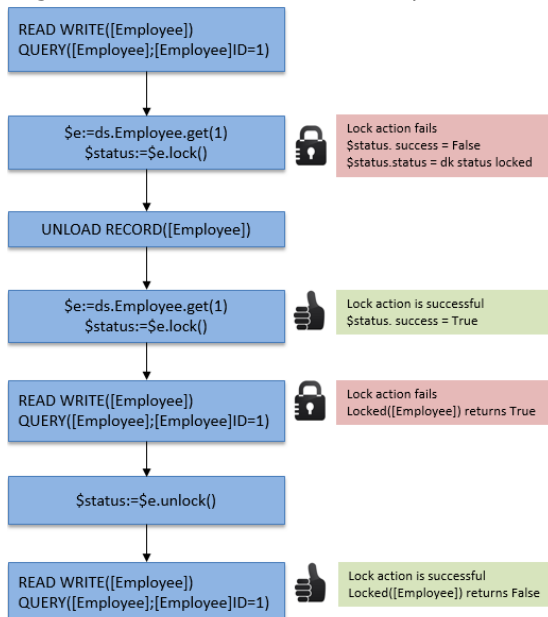 READ WRITE([Employee])
QUERY([Employee];[Employee]ID=1)
$e:=ds.Employee.get(1)
$status:=$e.lock()
Lock action fails
$status. success = False
$status.status = dk status locked
UNLOAD RECORD([Employee])
$e:=ds.Employee.get(1)
$status:=$e.lock()
Lock action is successful
$status. success = True
READ WRITE([Employee])
QUERY([Employee];[Employee]ID=1)
Lock action fails
Locked([Employee]) returns True
$status:=$e.unlock()
READ WRITE([Employee])
QUERY([Employee];[Employee]ID=1)
Lock action is successful
Locked([Employee]) returns False